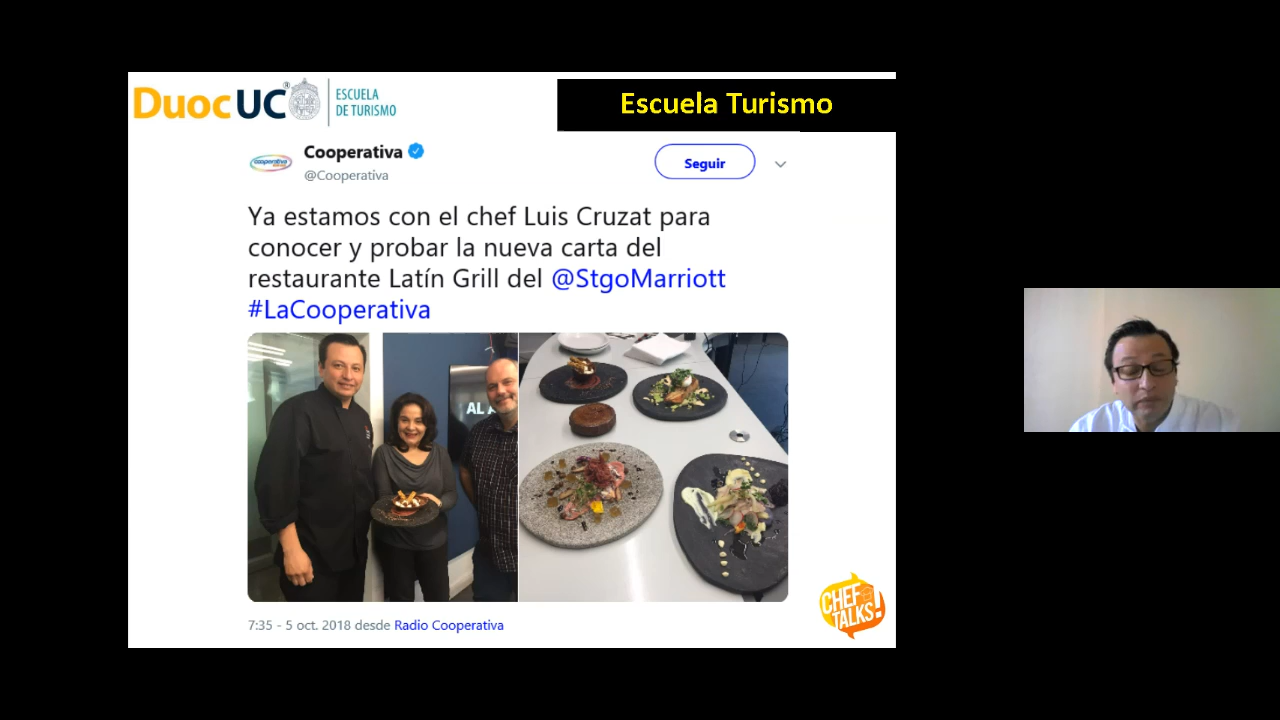 DuocUC® ESCUELA
DE TURISMO
Escuela Turismo
cooperativa
Cooperativa
@Cooperativa
Seguir
Ya estamos con el chef Luis Cruzat para
conocer y probar la nueva carta del
restaurante Latín Grill del @StgoMarriott
#LaCooperativa
AL A
7:35 - 5 oct. 2018 desde Radio Cooperativa
CHEF
TALKS!